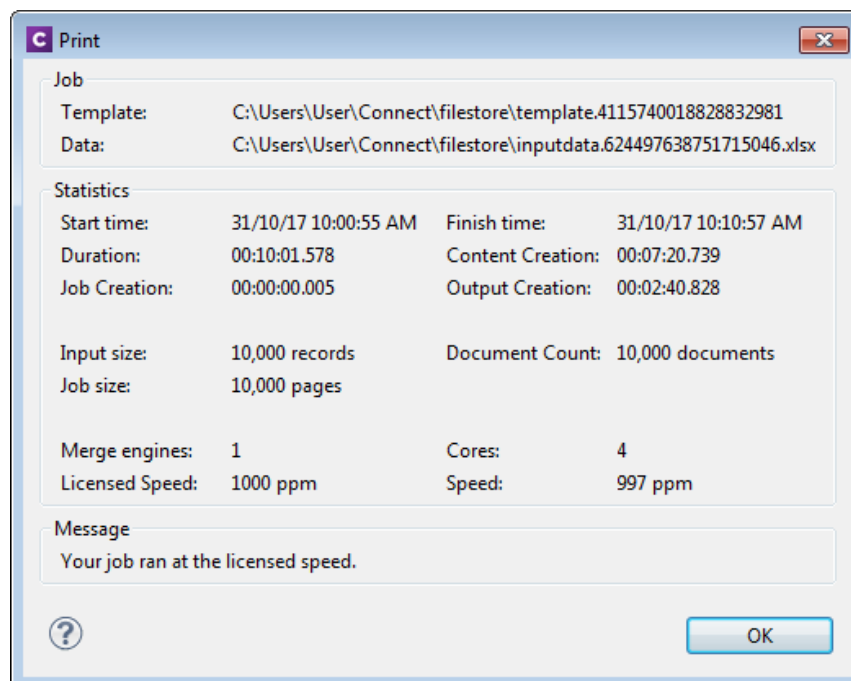 C Print
Job
Template: C:\Users\User\Connect\filestore\template.4115740018828832981
Data: C:\Users\User\Connect\filestore\inputdata.624497638751715046.xlsx
Statistics
Start time: 31/10/17 10:00:55 AM Finish time: 31/10/17 10:10:57 AM
Duration: 00:10:01.578 Content Creation: 00:07:20.739
Job Creation: 00:00:00.005 Output Creation: 00:02:40.828
Input size: 10,000 records Document Count: 10,000 documents
Job size: 10,000 pages
Merge engines: 1 Cores: 4
Licensed Speed: 1000 ppm Speed: 997 ppm
Message
Your job ran at the licensed speed.
? OK